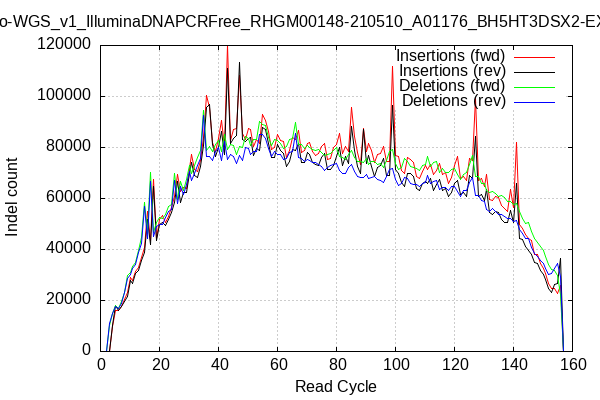 o-WGS_v1_IlluminaDNAPCRFree_RHGM00148-210510_A01176_BH5HT3DSX2-EX
Insertions (fwd)
Insertions (rev)
Deletions (fwd)
Deletions (rev)
120000
100000
80000
60000
40000
20000
0
Indel count
0 20 40 60 80 100 120 140 160
Read Cycle